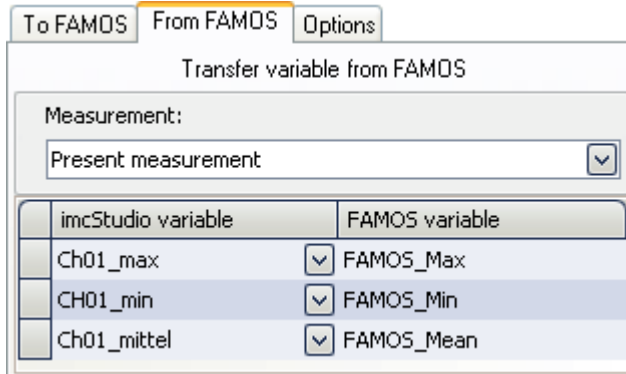 To FAMOS From FAMOS Options
Transfer variable from FAMOS
Measurement:
Present measurement
imcStudio variable FAMOS variable
Ch01_max FAMOS_Max
CH01_min FAMOS_Min
Ch01_mittel FAMOS_Mean